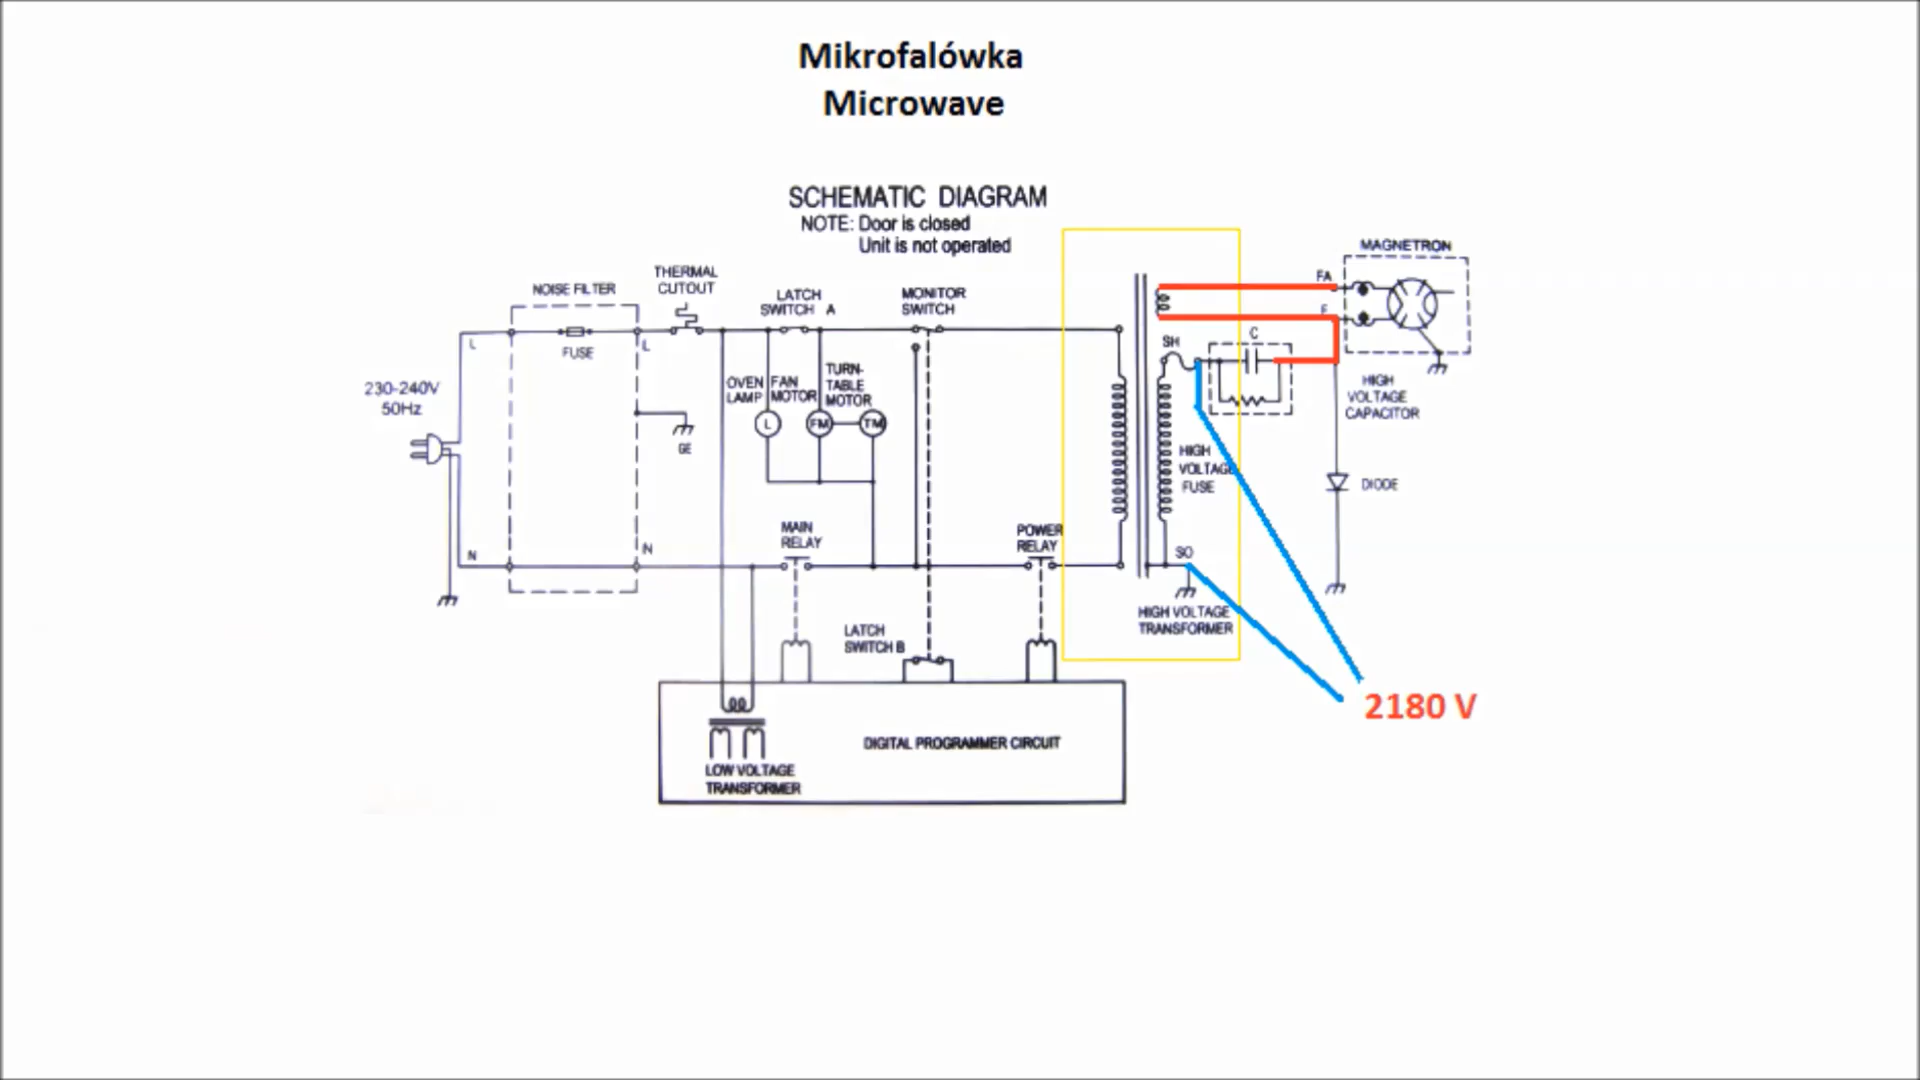 Mikrofalówka
Microwave
SCHEMATIC DIAGRAM
NOTE: Door is closed
Unit is not operated
MAGNETRON
THERMAL
CUTOUT
NOISE FILTER
LATCH
SWITCH A
MONITOR
SWITCH
FA
F
C
L
FUSE
L
SH
230-240V
50Hz
OVEN
LAMP
FAN
MOTOR
TURN-
TABLE
MOTOR
HIGH
VOLTAGE
CAPACITOR
L
FM
TM
GE
HIGH
VOLTAGE
FUSE
DIODE
N
N
MAIN
RELAY
POWER
RELAY
SO
HIGH VOLTAGE
TRANSFORMER
LATCH
SWITCH B
2180 V
DIGITAL PROGRAMMER CIRCUIT
LOW VOLTAGE
TRANSFORMER